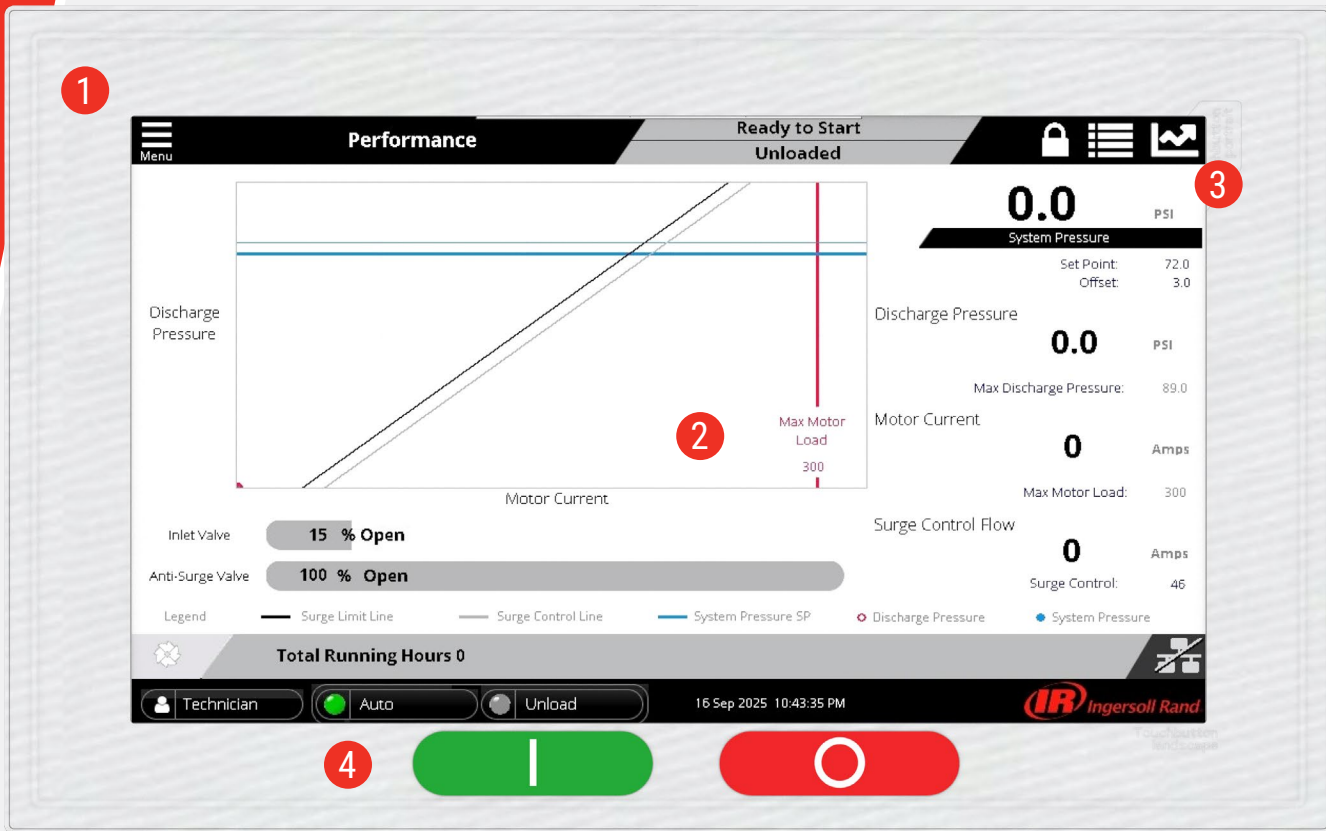 1
Menu
Performance
Ready to Start
Unloaded
3
0.0 PSI
System Pressure
Set Point: 72.0
Offset: 3.0
Discharge
Pressure
Discharge Pressure
0.0 PSI
Max Discharge Pressure: 89.0
2
Max Motor
Load
300
Motor Current
0 Amps
Max Motor Load: 300
Motor Current
Inlet Valve 15 % Open
Surge Control Flow
0 Amps
Anti-Surge Valve 100 % Open
Surge Control: 46
Legend Surge Limit Line Surge Control Line System Pressure SP Discharge Pressure System Pressure
Total Running Hours 0
Technician Auto Unload 16 Sep 2025 10:43:35 PM IR Ingersoll Rand
Touchbutton
landscape
4